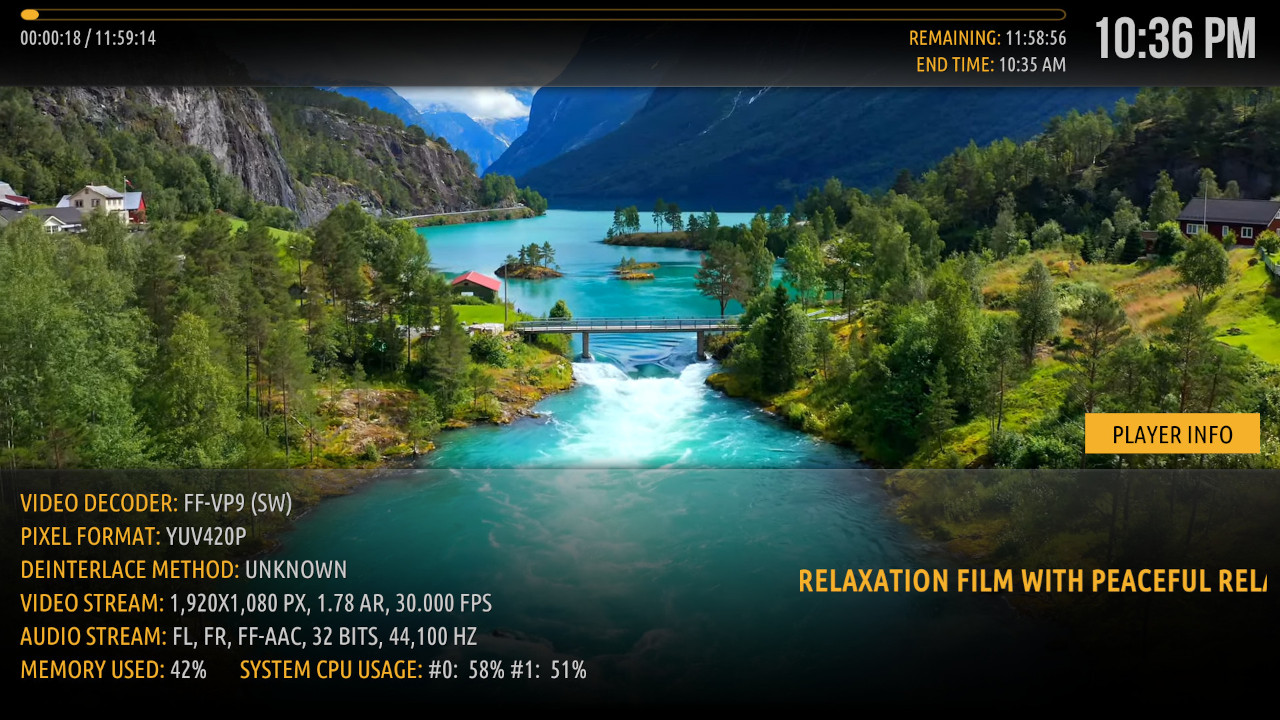 00:00:18 / 11:59:14
REMAINING: 11:58:56
END TIME: 10:35 AM
10:36 PM
PLAYER INFO
VIDEO DECODER: FF-VP9 (SW)
PIXEL FORMAT: YUV420P
DEINTERLACE METHOD: UNKNOWN
VIDEO STREAM: 1,920X1,080 PX, 1.78 AR, 30.000 FPS
AUDIO STREAM: FL, FR, FF-AAC, 32 BITS, 44,100 HZ
MEMORY USED: 42% SYSTEM CPU USAGE: #0: 58% #1: 51%
RELAXATION FILM WITH PEACEFUL